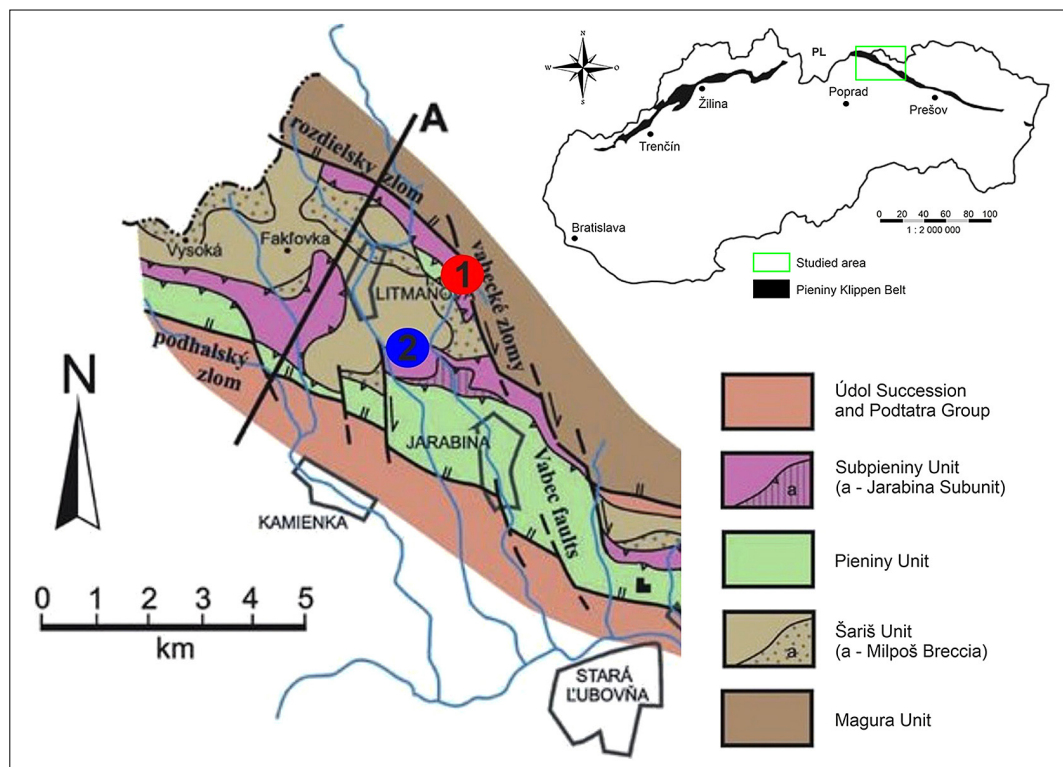 N
W
O
S
PL
Žilina
Poprad
Prešov
Trenčín
Bratislava
0 20 40 60 80 100
1 : 2 000 000
Studied area
Pieniny Klippen Belt
A
rozdielsky zlom
Vysoká
Fakľovka
vabecké zlomy
1
LITMANO
2
podhalský
zlom
N
JARABINA
Vabec faults
KAMIENKA
0 1 2 3 4 5
km
STARÁ
ĽUBOVŇA
Údol Succession
and Podtatra Group
a
Subpieniny Unit
(a - Jarabina Subunit)
Pieniny Unit
a
Šariš Unit
(a - Milpoš Breccia)
Magura Unit